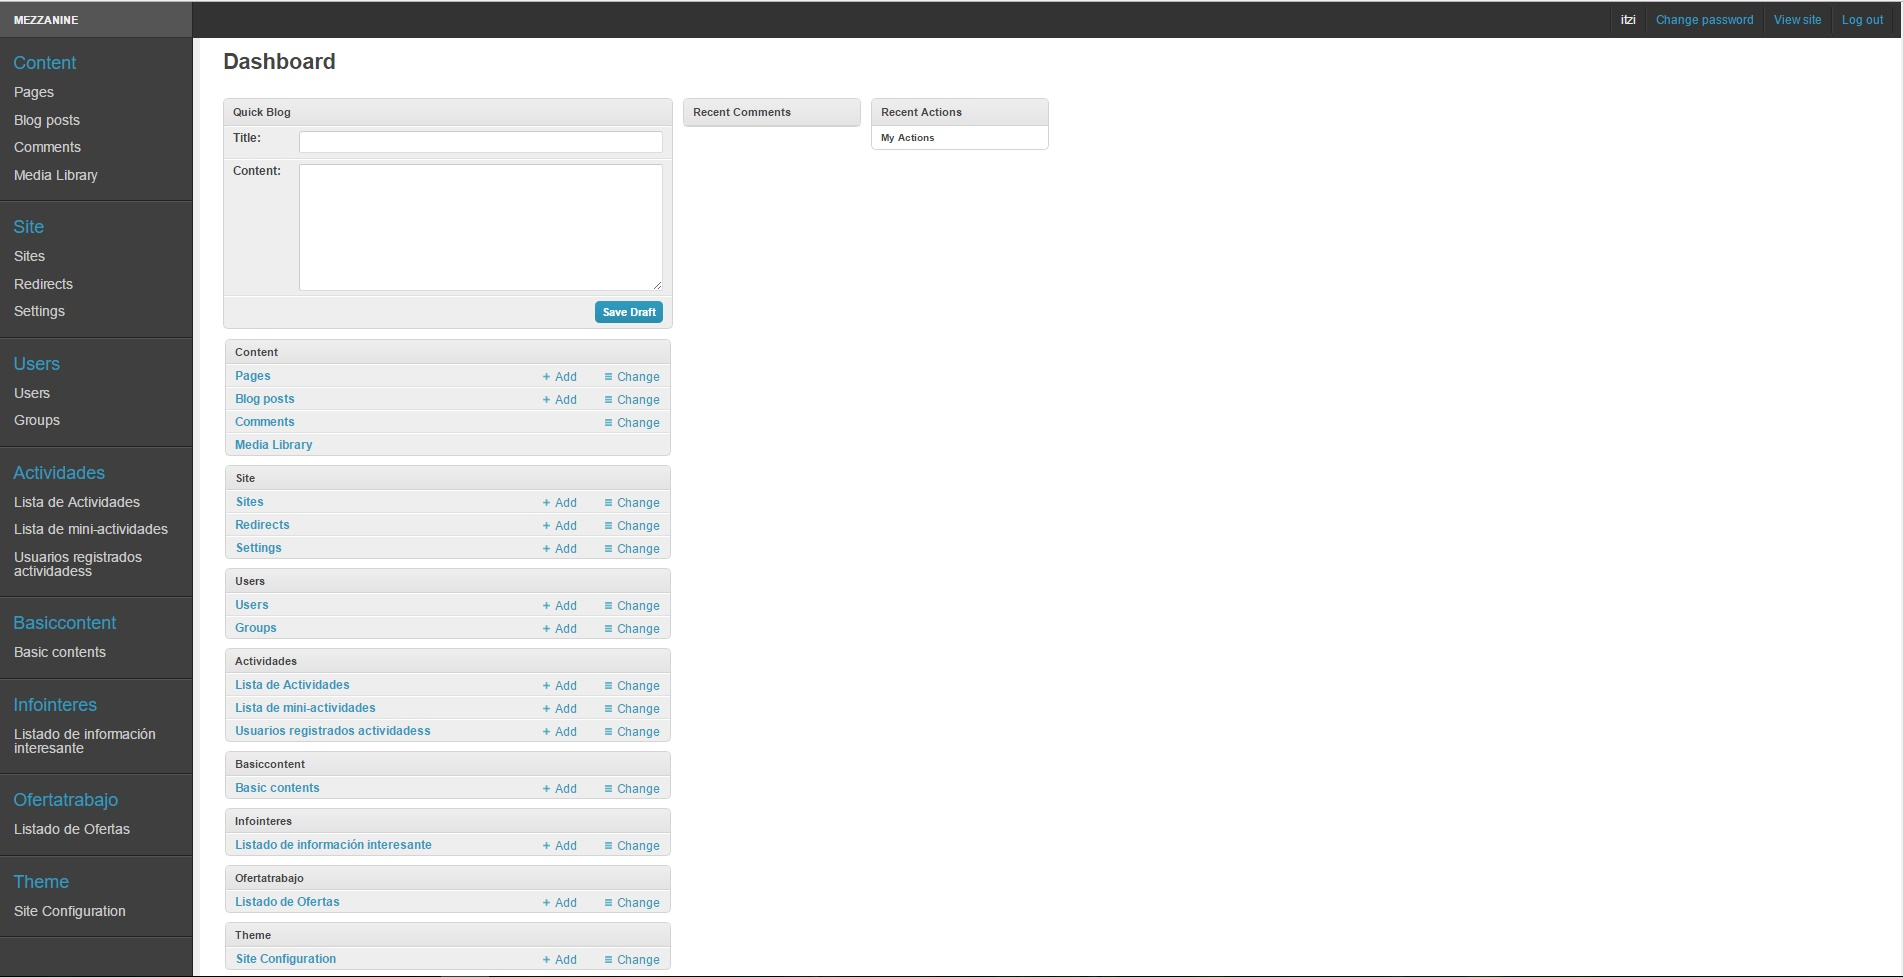 MEZZANINE
itzi Change password View site Log out
Content
Pages
Blog posts
Comments
Media Library
Site
Sites
Redirects
Settings
Users
Users
Groups
Actividades
Lista de Actividades
Lista de mini-actividades
Usuarios registrados
actividadess
Basiccontent
Basic contents
Infointeres
Listado de información
interesante
Ofertatrabajo
Listado de Ofertas
Theme
Site Configuration
Dashboard
Quick Blog
Title:
Content:
Save Draft
Recent Comments
Recent Actions
My Actions
Content
Pages + Add Change
Blog posts + Add Change
Comments Change
Media Library
Site
Sites + Add Change
Redirects + Add Change
Settings + Add Change
Users
Users + Add Change
Groups + Add Change
Actividades
Lista de Actividades + Add Change
Lista de mini-actividades + Add Change
Usuarios registrados actividadess + Add Change
Basiccontent
Basic contents + Add Change
Infointeres
Listado de información interesante + Add Change
Ofertatrabajo
Listado de Ofertas + Add Change
Theme
Site Configuration + Add Change